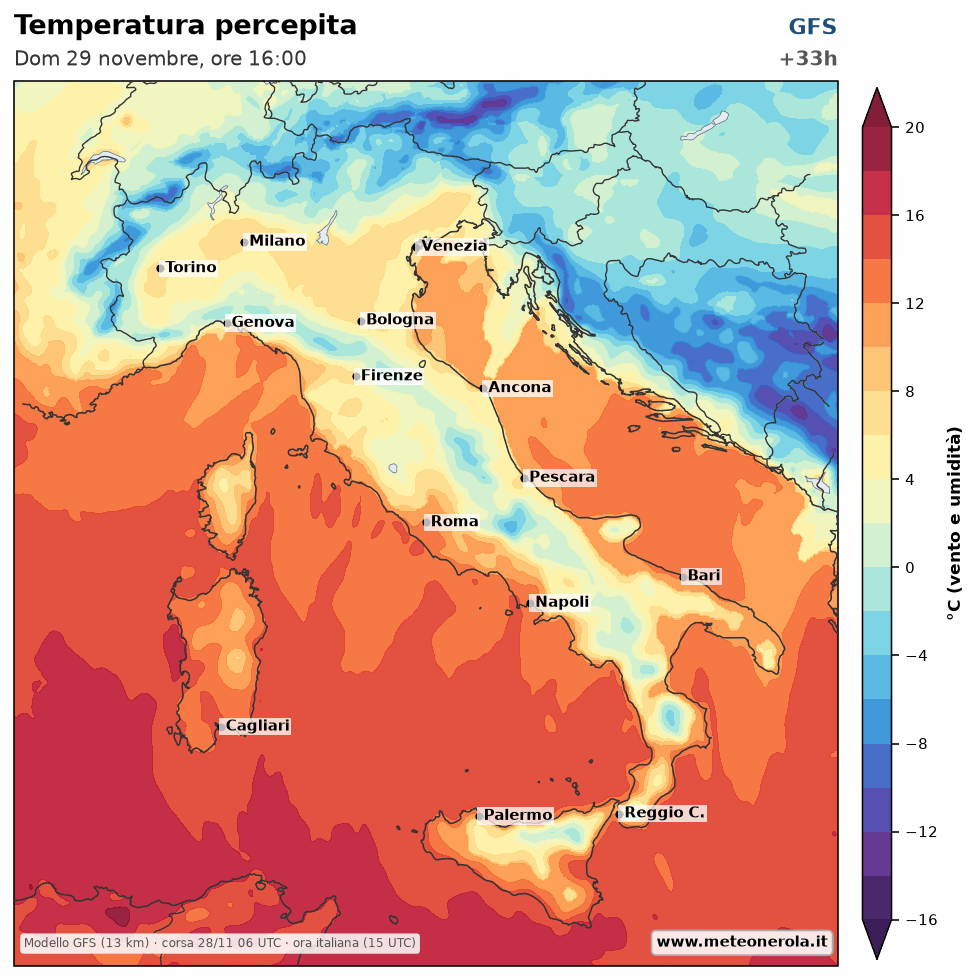 Temperatura percepita
GFS
Dom 29 novembre, ore 16:00
+33h
Milano
Venezia
Torino
Genova
Bologna
Firenze
Ancona
Pescara
Roma
Bari
Napoli
Cagliari
Palermo
Reggio C.
20
16
12
8
4
0
−4
−8
−12
−16
°C (vento e umidità)
Modello GFS (13 km) · corsa 28/11 06 UTC · ora italiana (15 UTC)
www.meteonerola.it